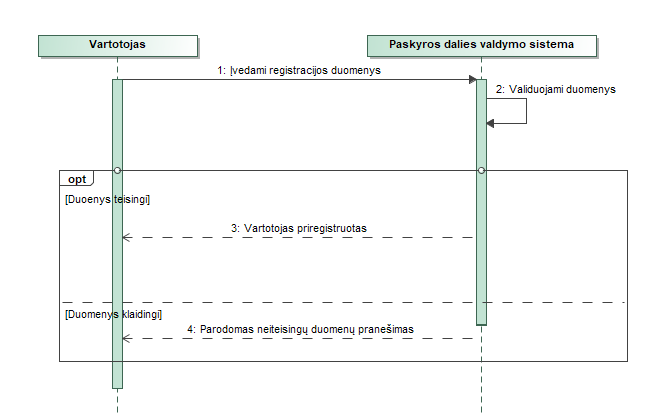 Vartotojas
Paskyros dalies valdymo sistema
1: Įvedami registracijos duomenys
2: Validuojami duomenys
opt
[Duoenys teisingi]
3: Vartotojas priregistruotas
[Duomenys klaidingi]
4: Parodomas neiteisingų duomenų pranešimas